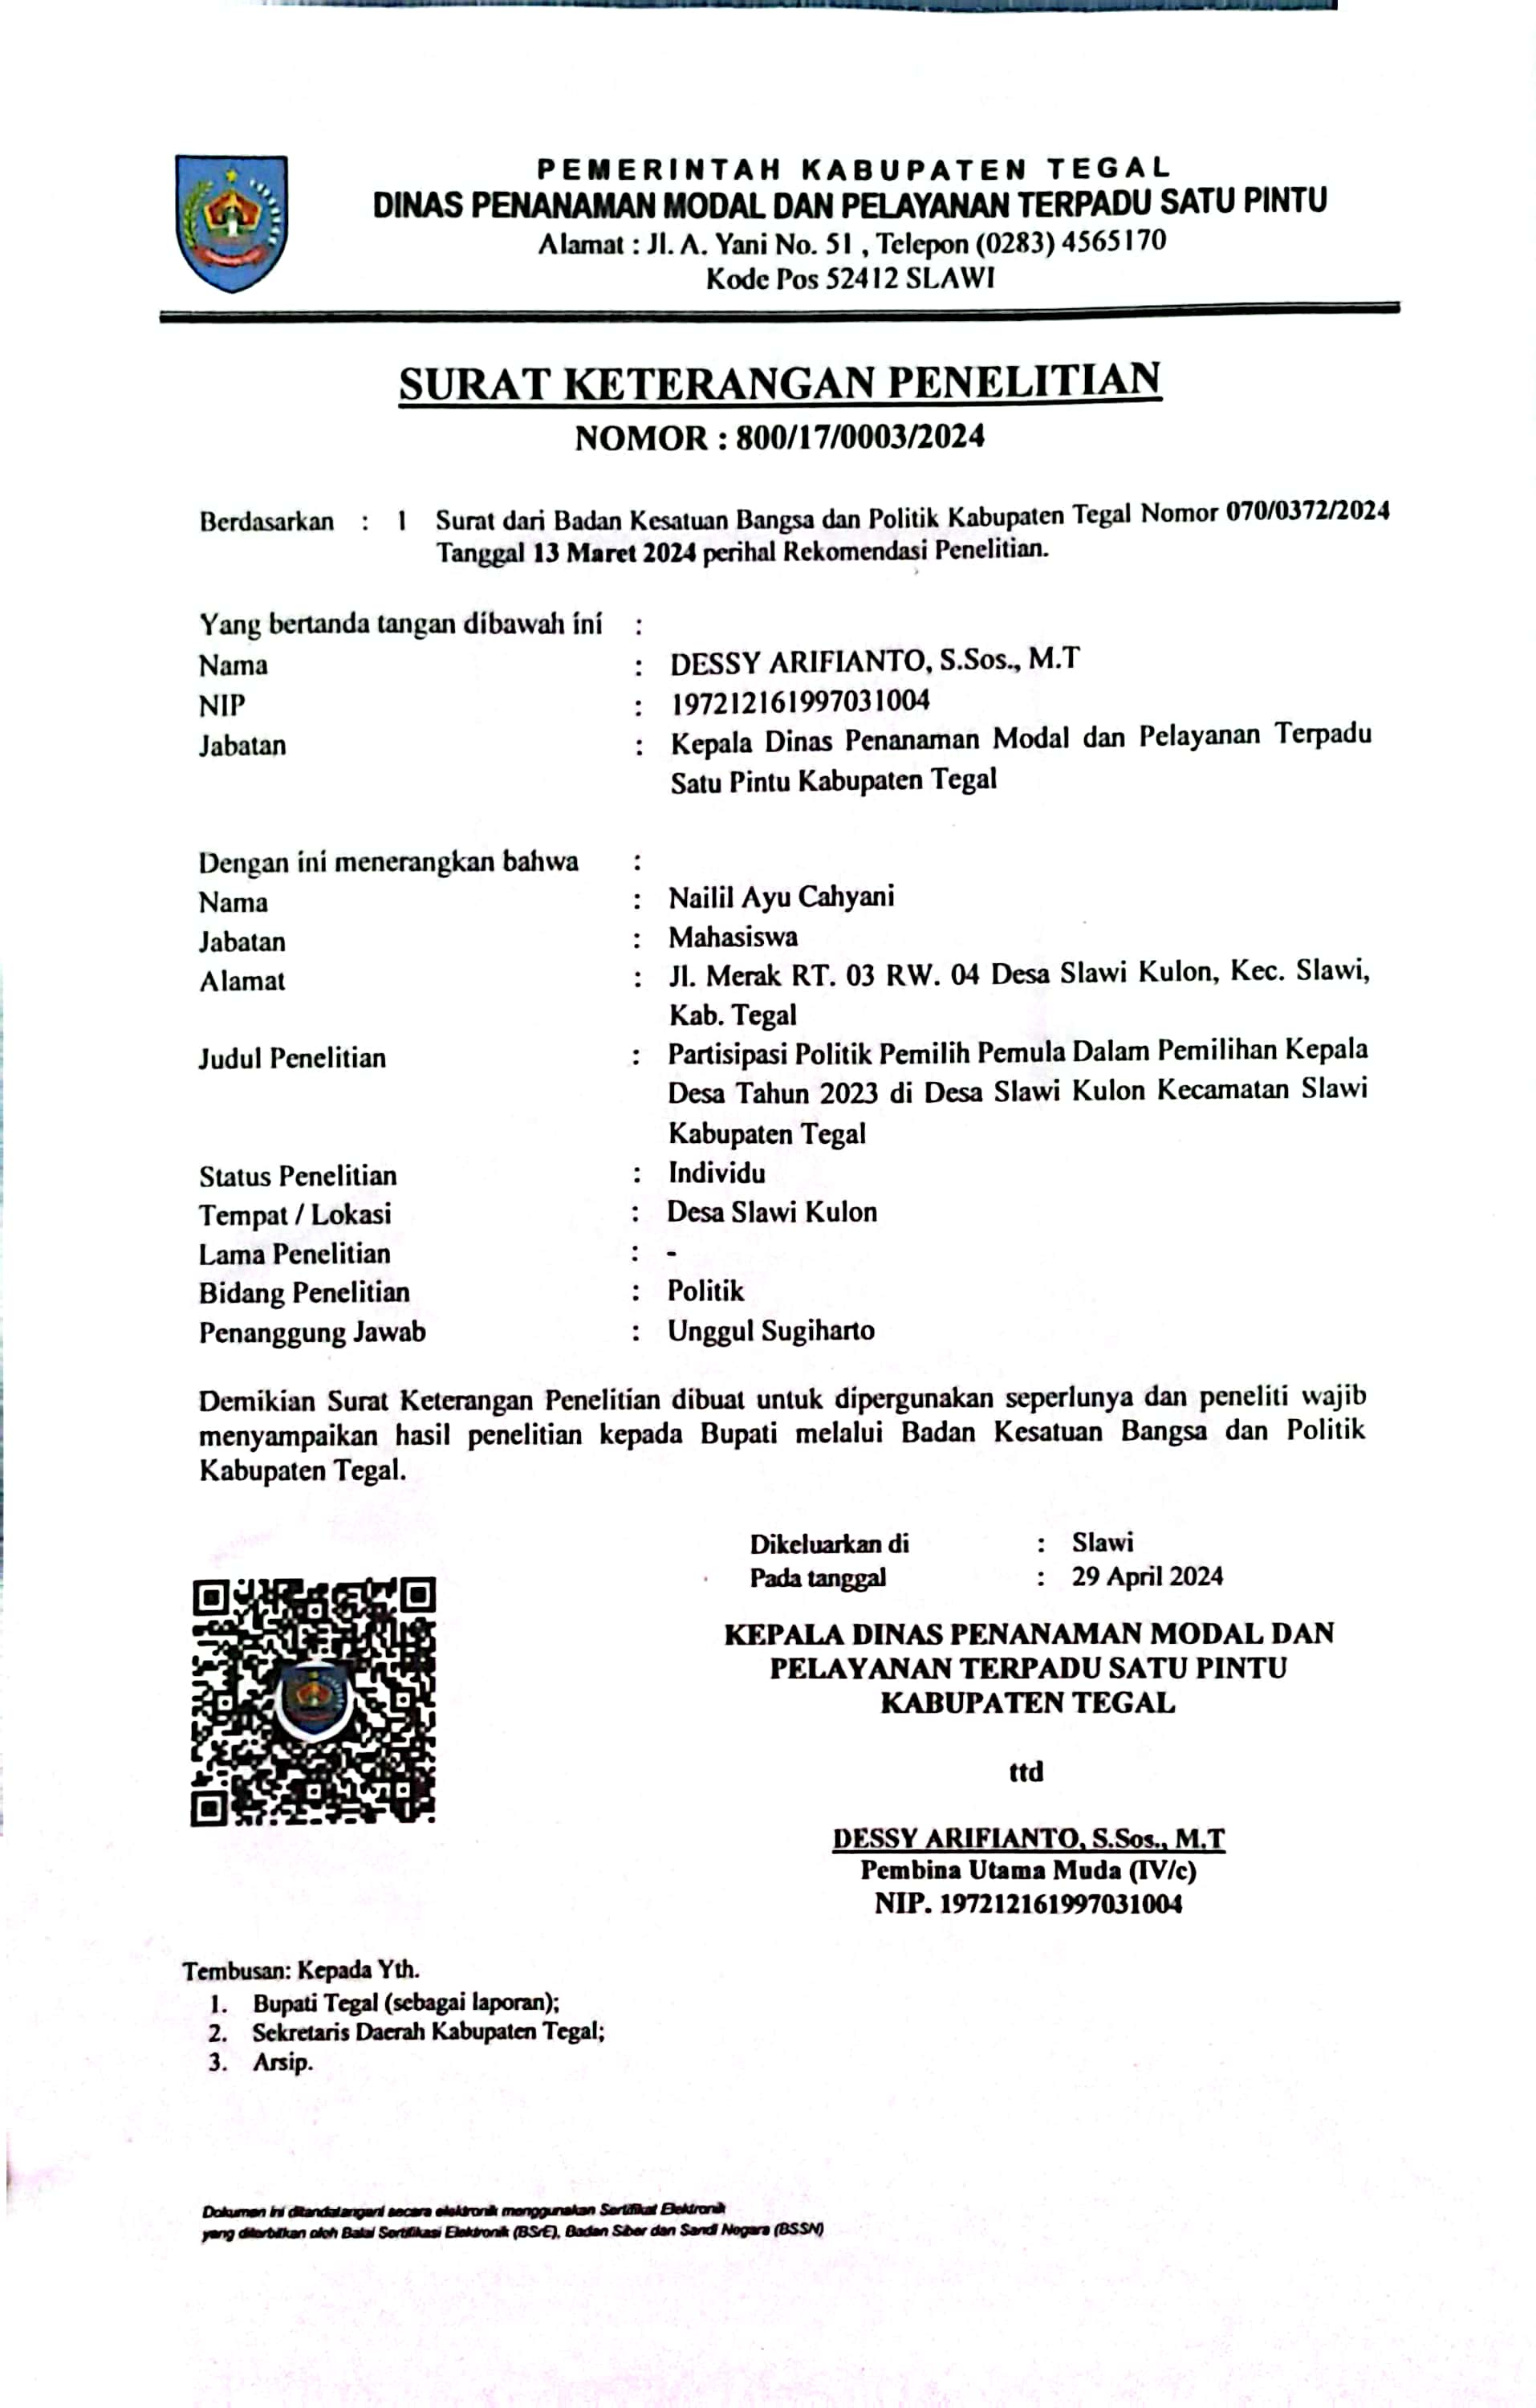 PEMERINTAH KABUPATEN TEGAL
DINAS PENANAMAN MODAL DAN PELAYANAN TERPADU SATU PINTU
Alamat : Jl. A. Yani No. 51 , Telepon (0283) 4565170
Kode Pos 52412 SLAWI
SURAT KETERANGAN PENELITIAN
NOMOR : 800/17/0003/2024
Berdasarkan : 1 Surat dari Badan Kesatuan Bangsa dan Politik Kabupaten Tegal Nomor 070/0372/2024
Tanggal 13 Maret 2024 perihal Rekomendasi Penelitian.
Yang bertanda tangan dibawah ini :
Nama : DESSY ARIFIANTO, S.Sos., M.T
NIP : 197212161997031004
Jabatan : Kepala Dinas Penanaman Modal dan Pelayanan Terpadu
Satu Pintu Kabupaten Tegal
Dengan ini menerangkan bahwa :
Nama : Nailil Ayu Cahyani
Jabatan : Mahasiswa
Alamat : Jl. Merak RT. 03 RW. 04 Desa Slawi Kulon, Kec. Slawi,
Kab. Tegal
Judul Penelitian : Partisipasi Politik Pemilih Pemula Dalam Pemilihan Kepala
Desa Tahun 2023 di Desa Slawi Kulon Kecamatan Slawi
Kabupaten Tegal
Status Penelitian : Individu
Tempat / Lokasi : Desa Slawi Kulon
Lama Penelitian : -
Bidang Penelitian : Politik
Penanggung Jawab : Unggul Sugiharto
Demikian Surat Keterangan Penelitian dibuat untuk dipergunakan seperlunya dan peneliti wajib
menyampaikan hasil penelitian kepada Bupati melalui Badan Kesatuan Bangsa dan Politik
Kabupaten Tegal.
Dikeluarkan di : Slawi
Pada tanggal : 29 April 2024
KEPALA DINAS PENANAMAN MODAL DAN
PELAYANAN TERPADU SATU PINTU
KABUPATEN TEGAL
ttd
DESSY ARIFIANTO, S.Sos., M.T
Pembina Utama Muda (IV/c)
NIP. 197212161997031004
Tembusan: Kepada Yth.
1. Bupati Tegal (sebagai laporan);
2. Sekretaris Daerah Kabupaten Tegal;
3. Arsip.
Dokumen ini ditandatangani secara elektronik menggunakan Sertifikat Elektronik
yang diterbitkan oleh Balai Sertifikasi Elektronik (BSrE), Badan Siber dan Sandi Negara (BSSN)